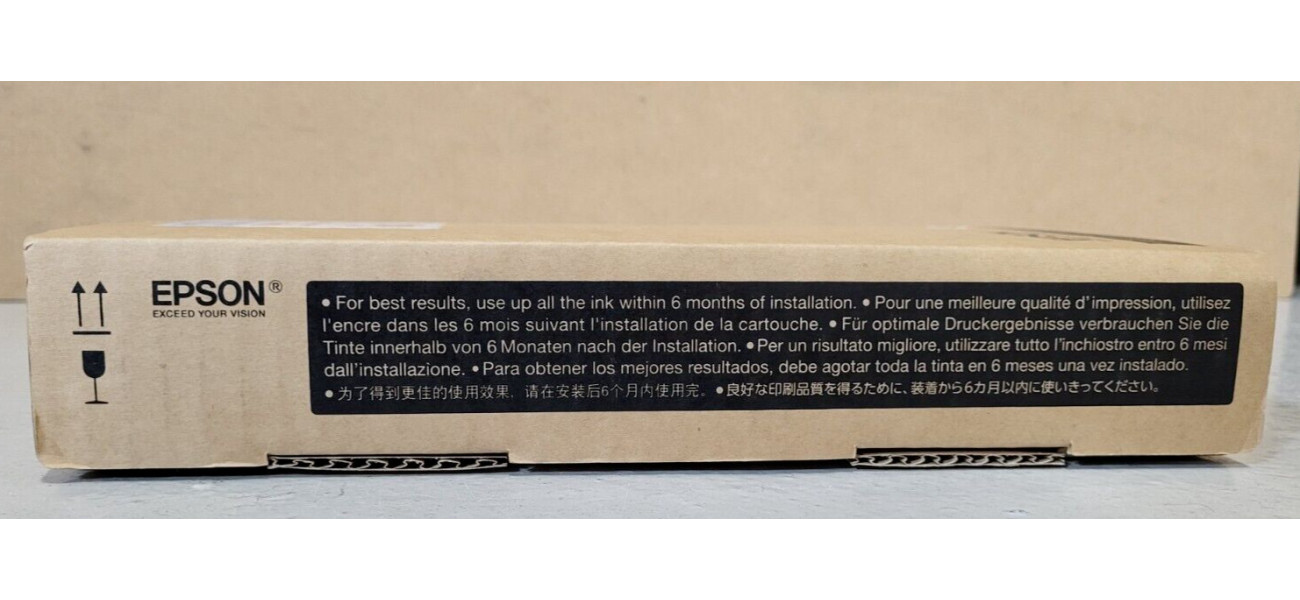 EPSON®
EXCEED YOUR VISION
• For best results, use up all the ink within 6 months of installation. • Pour une meilleure qualité d'impression, utilisez
l'encre dans les 6 mois suivant l'installation de la cartouche. • Für optimale Druckergebnisse verbrauchen Sie die
Tinte innerhalb von 6 Monaten nach der Installation. • Per un risultato migliore, utilizzare tutto l'inchiostro entro 6 mesi
dall'installazione. • Para obtener los mejores resultados, debe agotar toda la tinta en 6 meses una vez instalado.
• 为了得到更佳的使用效果，请在安装后6个月内使用完。 • 良好な印刷品質を得るために、装着から6カ月以内に使いきってください。